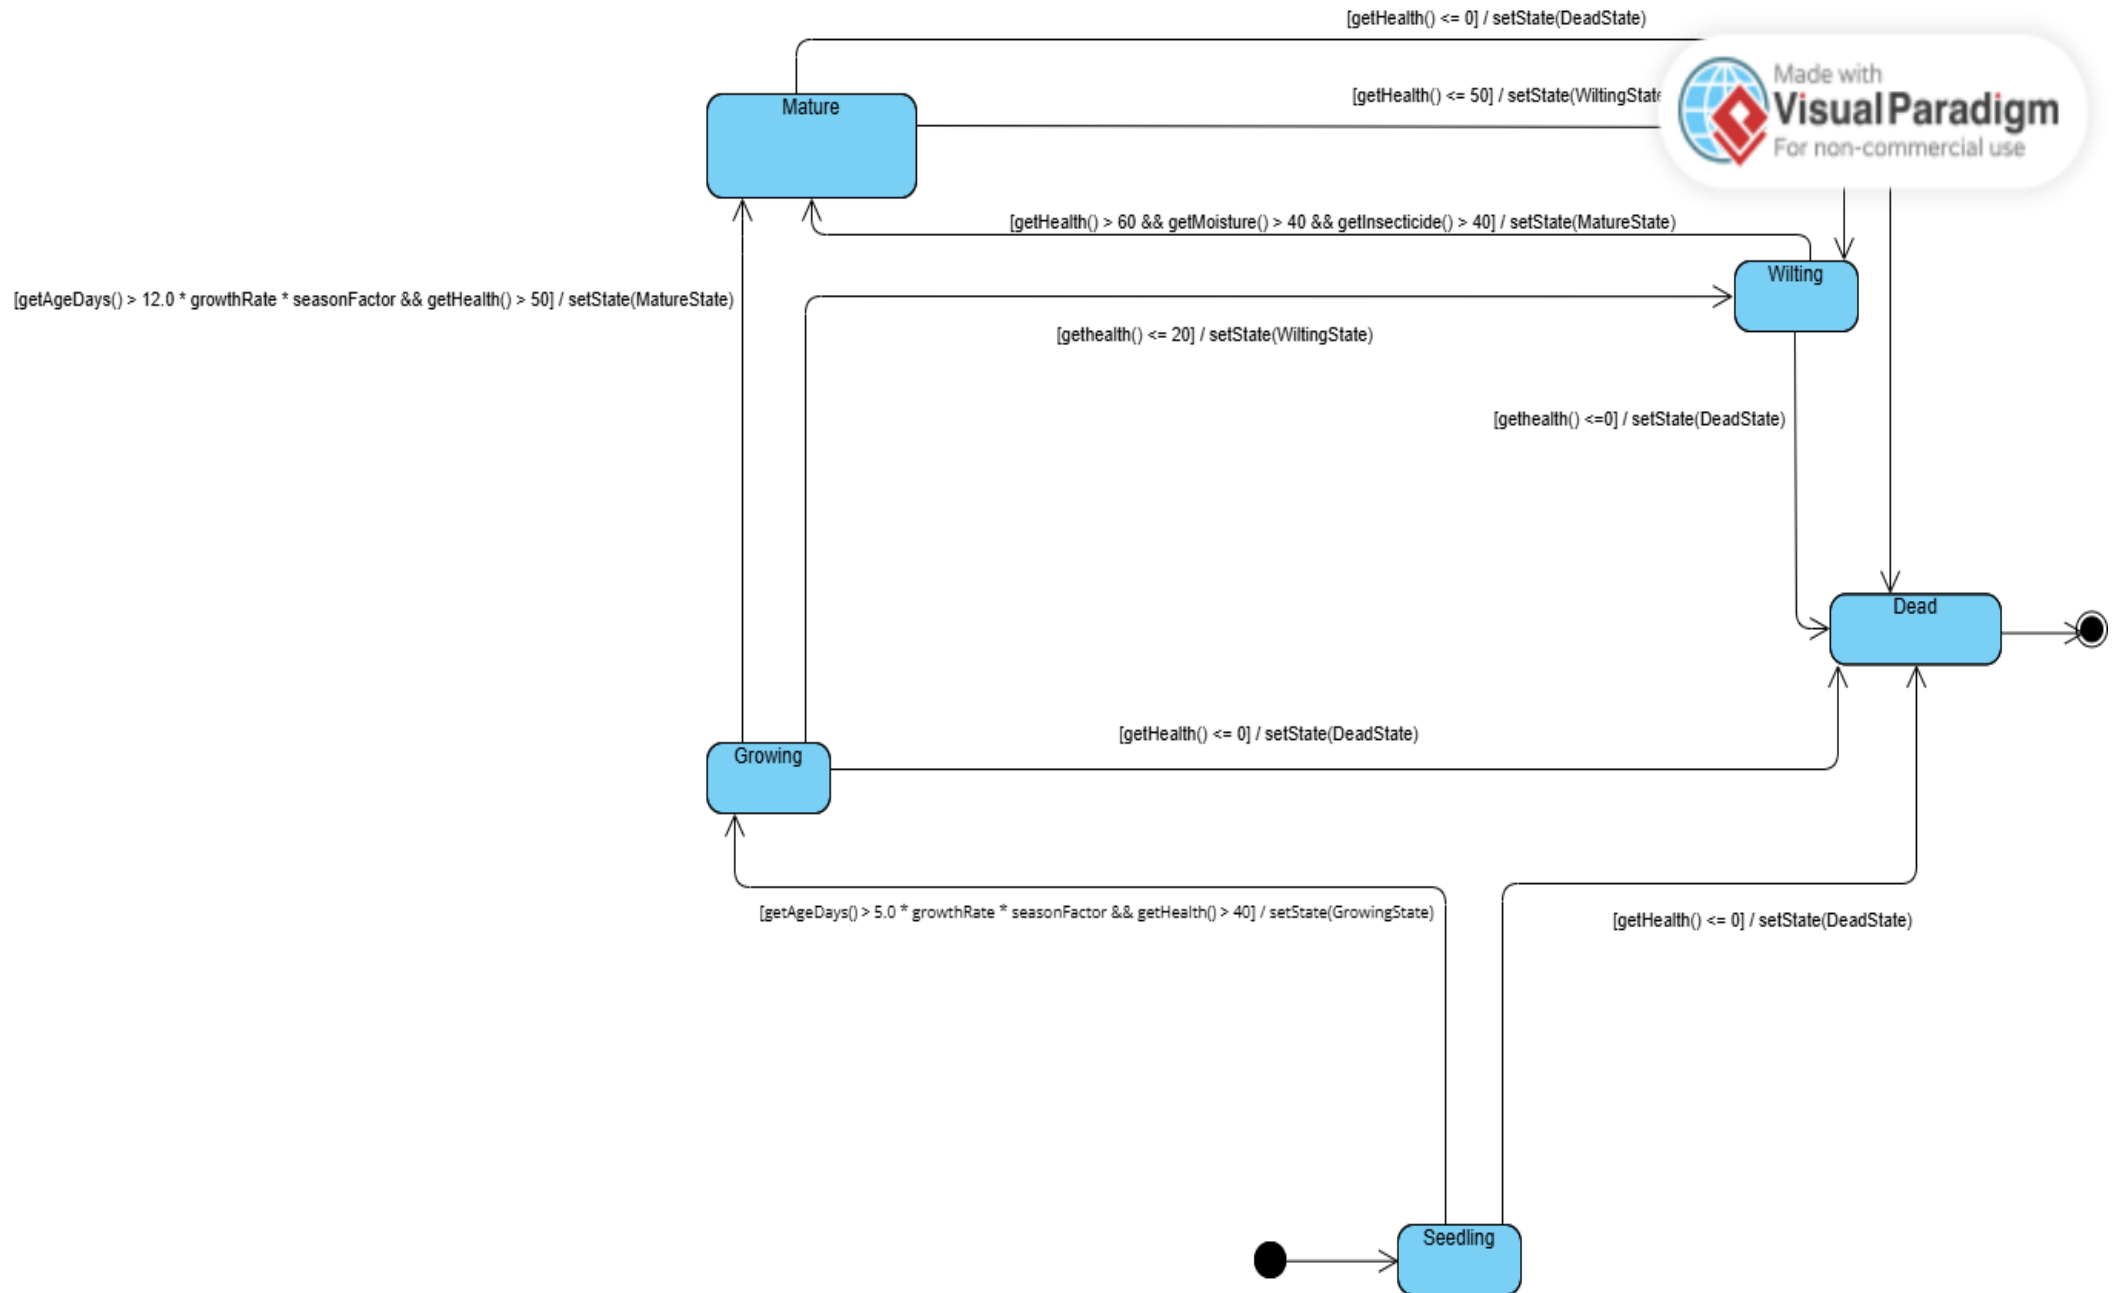 [getHealth() <= 0] / setState(DeadState)
Made with
Visual Paradigm
For non-commercial use
[getHealth() <= 50] / setState(WiltingState
Mature
[getHealth() > 60 && getMoisture() > 40 && getInsecticide() > 40] / setState(MatureState)
Wilting
[getAgeDays() > 12.0 * growthRate * seasonFactor && getHealth() > 50] / setState(MatureState)
[gethealth() <= 20] / setState(WiltingState)
[gethealth() <=0] / setState(DeadState)
Dead
[getHealth() <= 0] / setState(DeadState)
Growing
[getAgeDays() > 5.0 * growthRate * seasonFactor && getHealth() > 40] / setState(GrowingState)
[getHealth() <= 0] / setState(DeadState)
Seedling